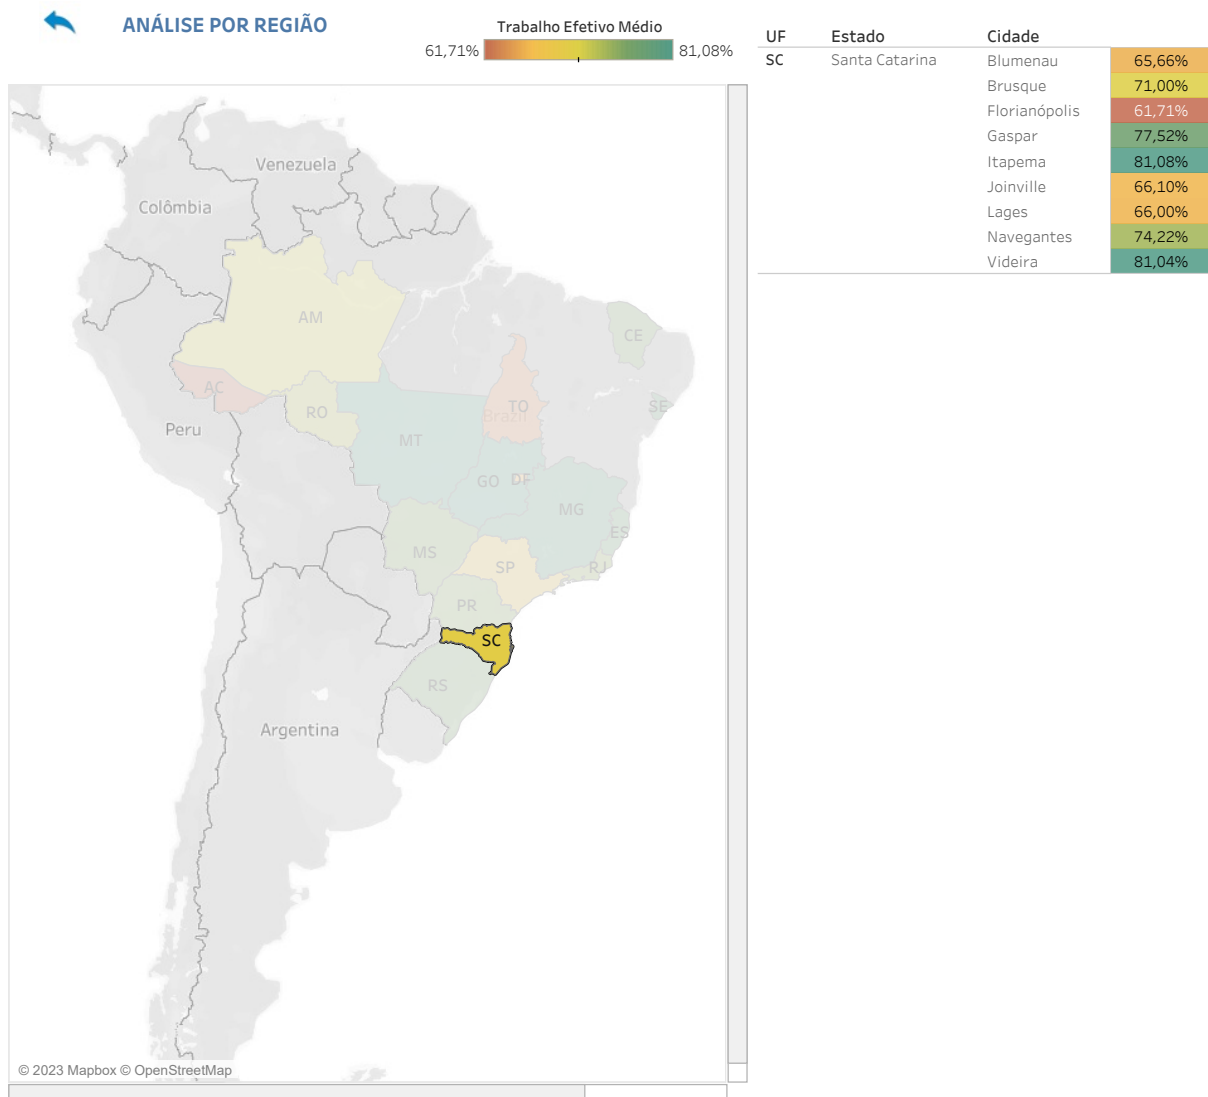 ANÁLISE POR REGIÃO
Trabalho Efetivo Médio
61,71% 81,08%
UF Estado Cidade
SC Santa Catarina Blumenau 65,66%
Brusque 71,00%
Florianópolis 61,71%
Gaspar 77,52%
Itapema 81,08%
Joinville 66,10%
Lages 66,00%
Navegantes 74,22%
Videira 81,04%
Venezuela
Colômbia
AM
CE
AC
RO
TO
SE
Brazil
Peru
MT
GO DF
MG
ES
MS
SP
RJ
PR
SC
RS
Argentina
© 2023 Mapbox © OpenStreetMap